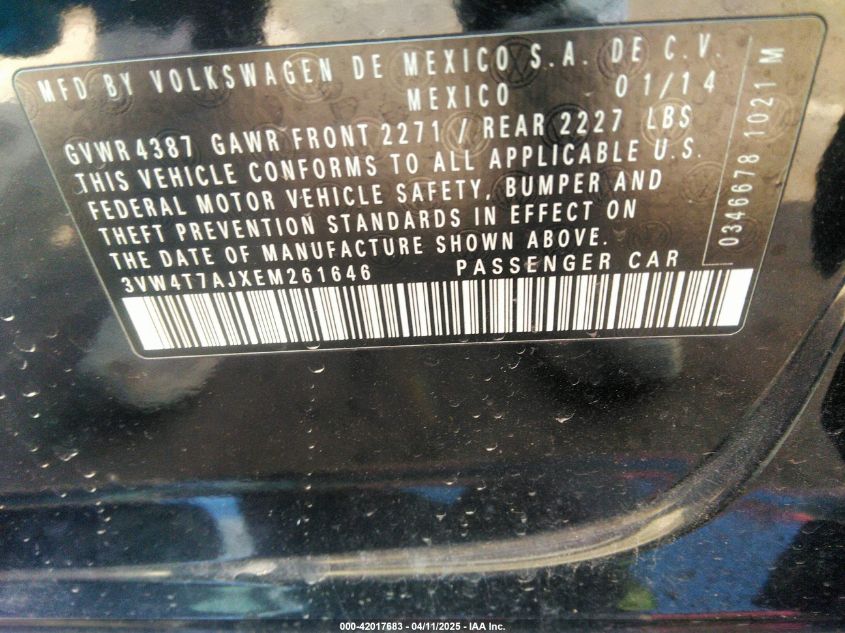 MFD BY VOLKSWAGEN DE MEXICO S.A. DE C.V.
MEXICO 01/14
GVWR 4387 GAWR FRONT 2271 / REAR 2227 LBS
THIS VEHICLE CONFORMS TO ALL APPLICABLE U.S.
FEDERAL MOTOR VEHICLE SAFETY, BUMPER AND
THEFT PREVENTION STANDARDS IN EFFECT ON
THE DATE OF MANUFACTURE SHOWN ABOVE.
3VW4T7AJXEM261646 PASSENGER CAR
0346678 1021 M
000-42017683 - 04/11/2025 - IAA Inc.